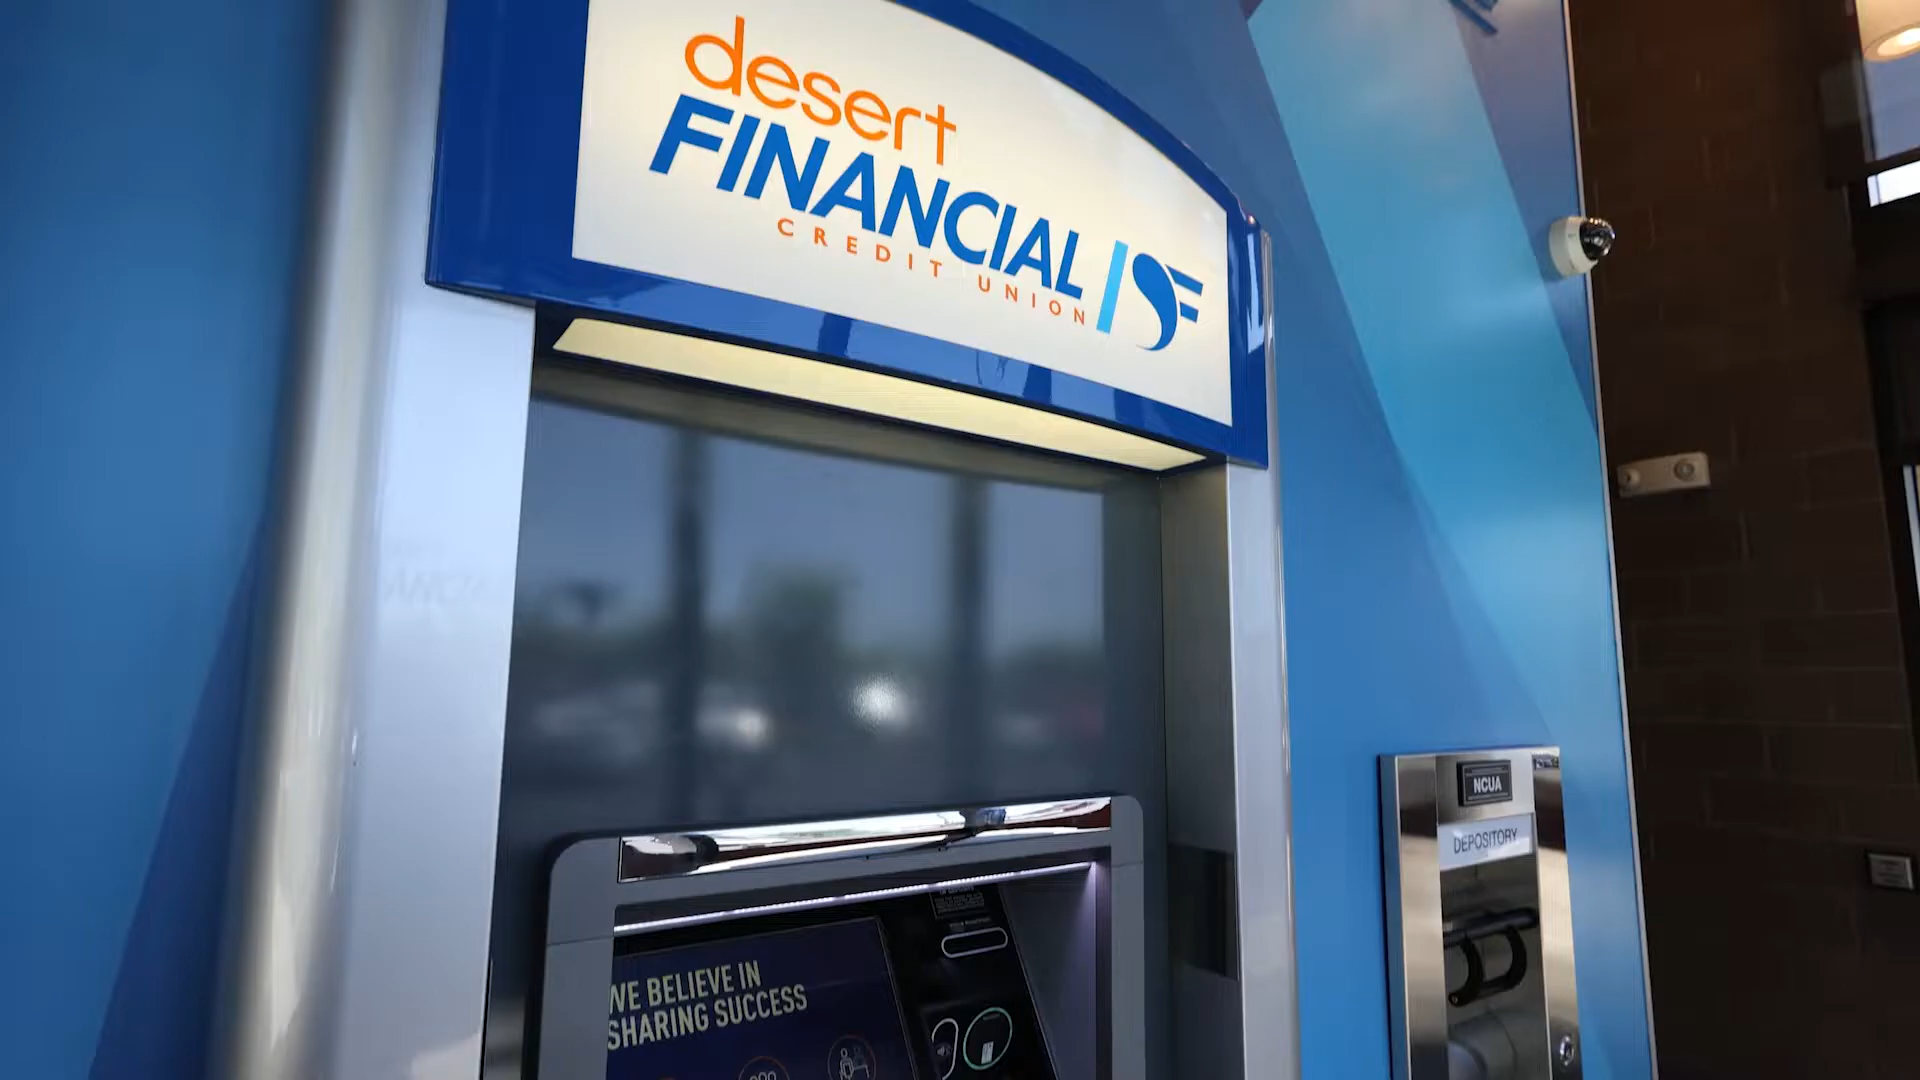 desert
FINANCIAL
CREDIT UNION
NCUA
DEPOSITORY
WE BELIEVE IN
SHARING SUCCESS